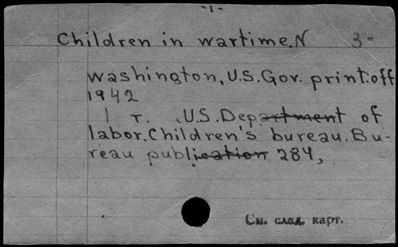 -1-
Children in wartime. N 3-
Washington, U.S. Gov. print. off
1942
1 т. .U.S. Department of
labor. Children's bureau. Bu-
reau publication 284,
См. след. карт.